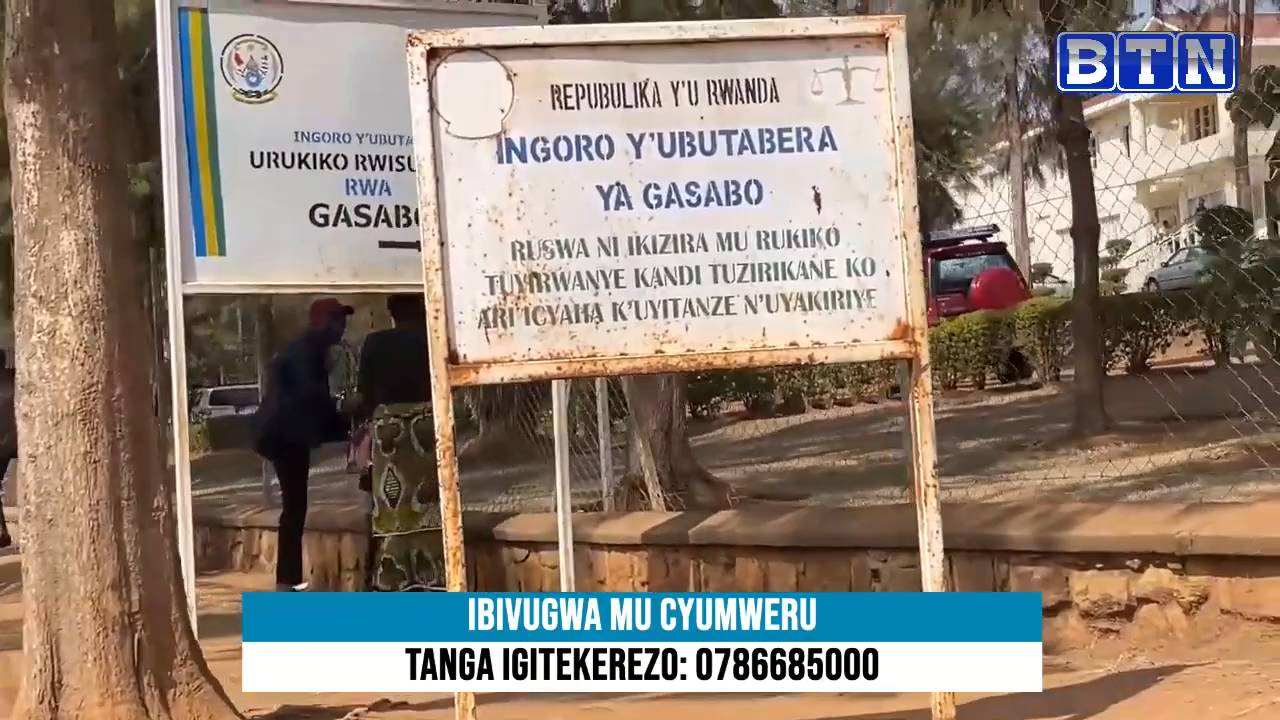 BTN
INGORO Y'UBUTA
URUKIKO RWISU
RWA
GASABO
REPUBULIKA Y'U RWANDA
INGORO Y'UBUTABERA
YA GASABO
RUSWA NI IKIZIRA MU RUKIKO
TUYIRWANYE KANDI TUZIRIKANE KO
ARI ICYAHA K'UYITANZE N'UYAKIRIYE
IBIVUGWA MU CYUMWERU
TANGA IGITEKEREZO: 0786685000